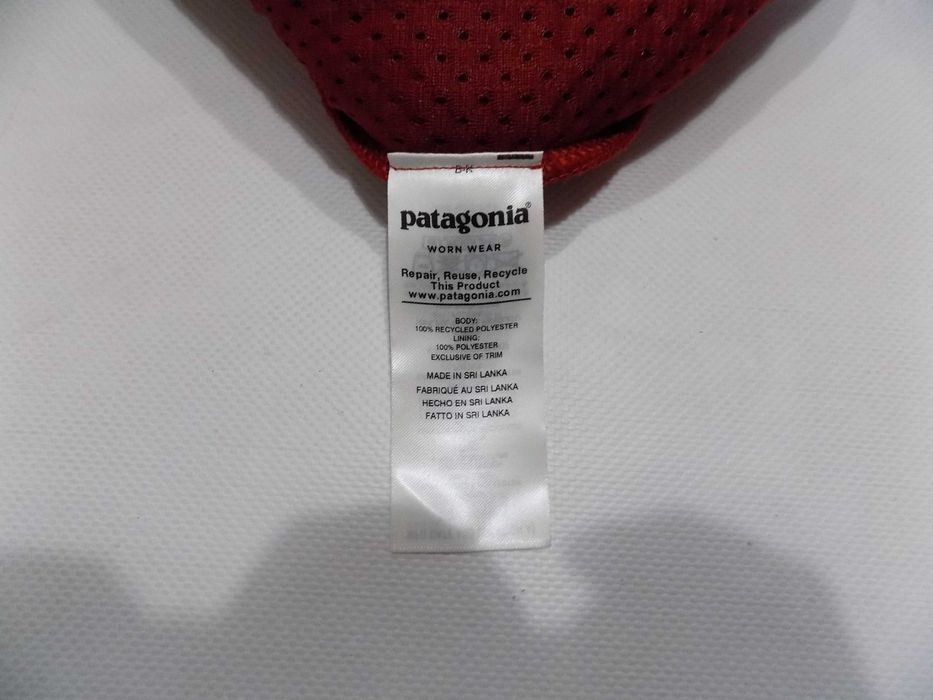 patagonia®
WORN WEAR
Repair, Reuse, Recycle
This Product
www.patagonia.com
BODY:
100% RECYCLED POLYESTER
LINING:
100% POLYESTER
EXCLUSIVE OF TRIM
MADE IN SRI LANKA
FABRIQUÉ AU SRI LANKA
HECHO EN SRI LANKA
FATTO IN SRI LANKA